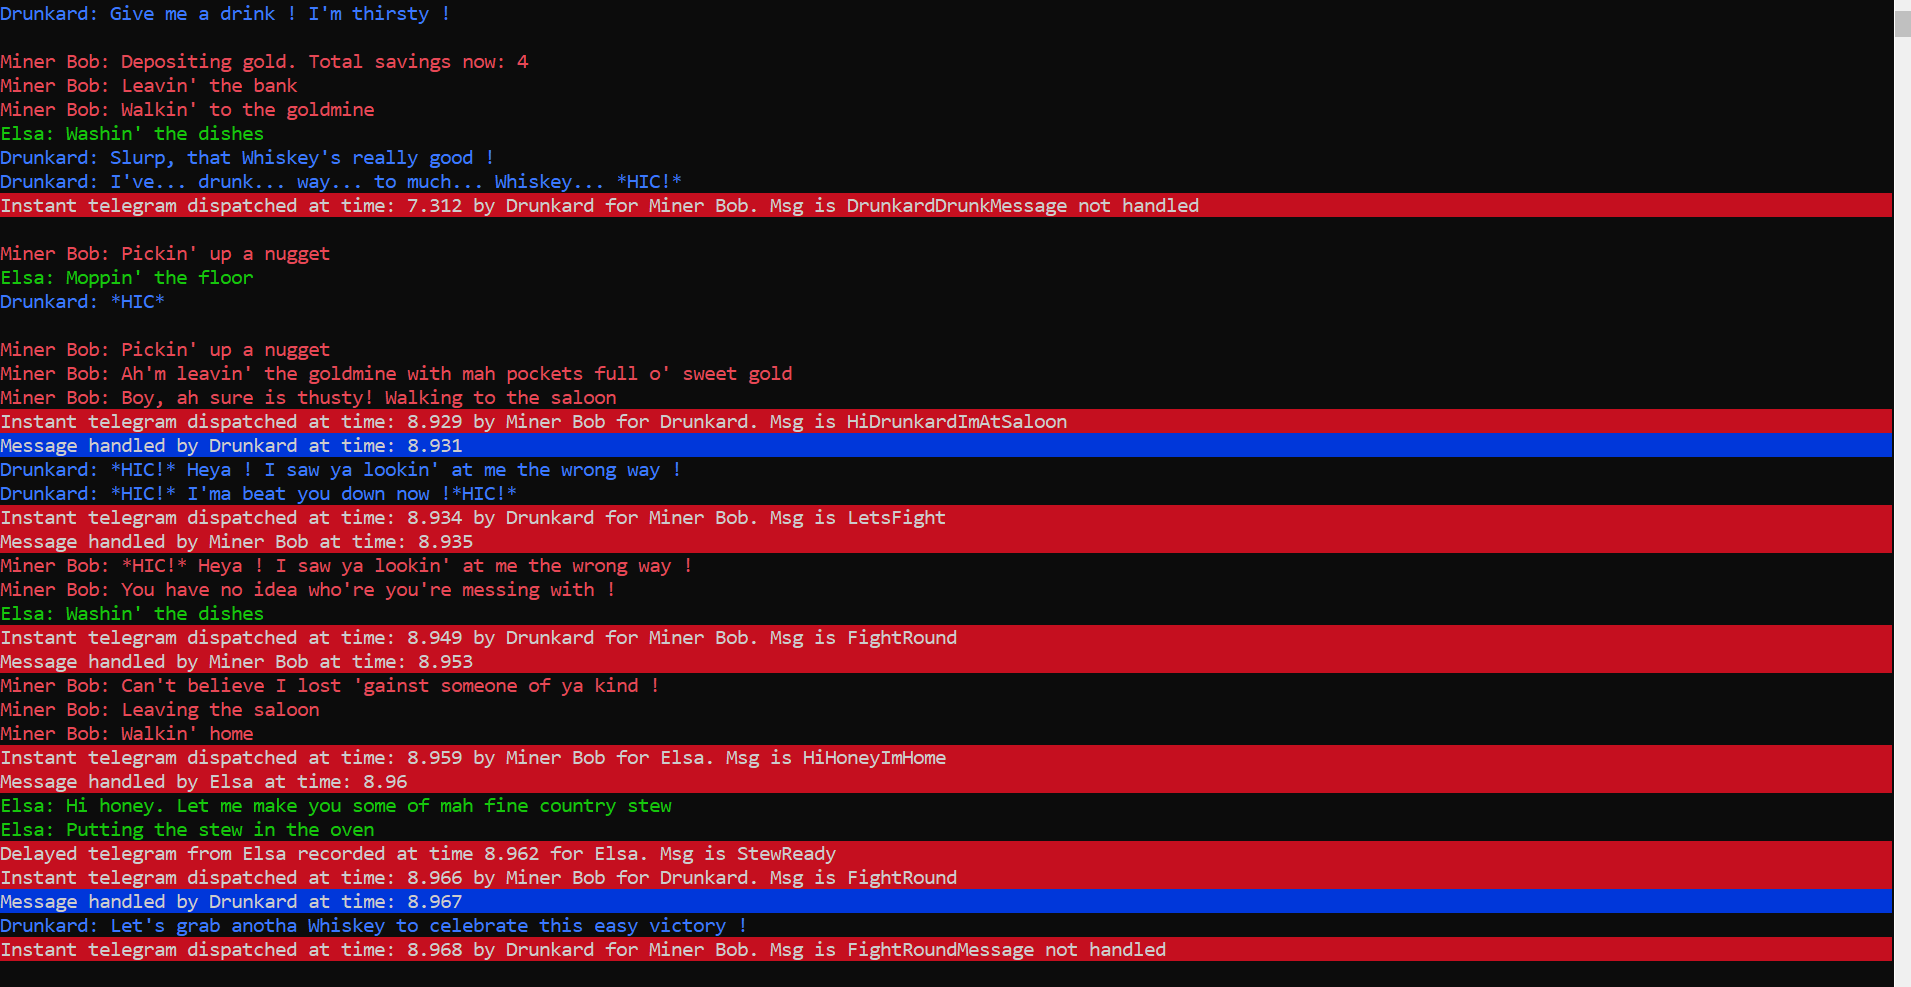 Drunkard: Give me a drink ! I'm thirsty !
Miner Bob: Depositing gold. Total savings now: 4
Miner Bob: Leavin' the bank
Miner Bob: Walkin' to the goldmine
Elsa: Washin' the dishes
Drunkard: Slurp, that Whiskey's really good !
Drunkard: I've... drunk... way... to much... Whiskey... *HIC!*
Instant telegram dispatched at time: 7.312 by Drunkard for Miner Bob. Msg is DrunkardDrunkMessage not handled
Miner Bob: Pickin' up a nugget
Elsa: Moppin' the floor
Drunkard: *HIC*
Miner Bob: Pickin' up a nugget
Miner Bob: Ah'm leavin' the goldmine with mah pockets full o' sweet gold
Miner Bob: Boy, ah sure is thusty! Walking to the saloon
Instant telegram dispatched at time: 8.929 by Miner Bob for Drunkard. Msg is HiDrunkardImAtSaloon
Message handled by Drunkard at time: 8.931
Drunkard: *HIC!* Heya ! I saw ya lookin' at me the wrong way !
Drunkard: *HIC!* I'ma beat you down now !*HIC!*
Instant telegram dispatched at time: 8.934 by Drunkard for Miner Bob. Msg is LetsFight
Message handled by Miner Bob at time: 8.935
Miner Bob: *HIC!* Heya ! I saw ya lookin' at me the wrong way !
Miner Bob: You have no idea who're you're messing with !
Elsa: Washin' the dishes
Instant telegram dispatched at time: 8.949 by Drunkard for Miner Bob. Msg is FightRound
Message handled by Miner Bob at time: 8.953
Miner Bob: Can't believe I lost 'gainst someone of ya kind !
Miner Bob: Leaving the saloon
Miner Bob: Walkin' home
Instant telegram dispatched at time: 8.959 by Miner Bob for Elsa. Msg is HiHoneyImHome
Message handled by Elsa at time: 8.96
Elsa: Hi honey. Let me make you some of mah fine country stew
Elsa: Putting the stew in the oven
Delayed telegram from Elsa recorded at time 8.962 for Elsa. Msg is StewReady
Instant telegram dispatched at time: 8.966 by Miner Bob for Drunkard. Msg is FightRound
Message handled by Drunkard at time: 8.967
Drunkard: Let's grab anotha Whiskey to celebrate this easy victory !
Instant telegram dispatched at time: 8.968 by Drunkard for Miner Bob. Msg is FightRoundMessage not handled